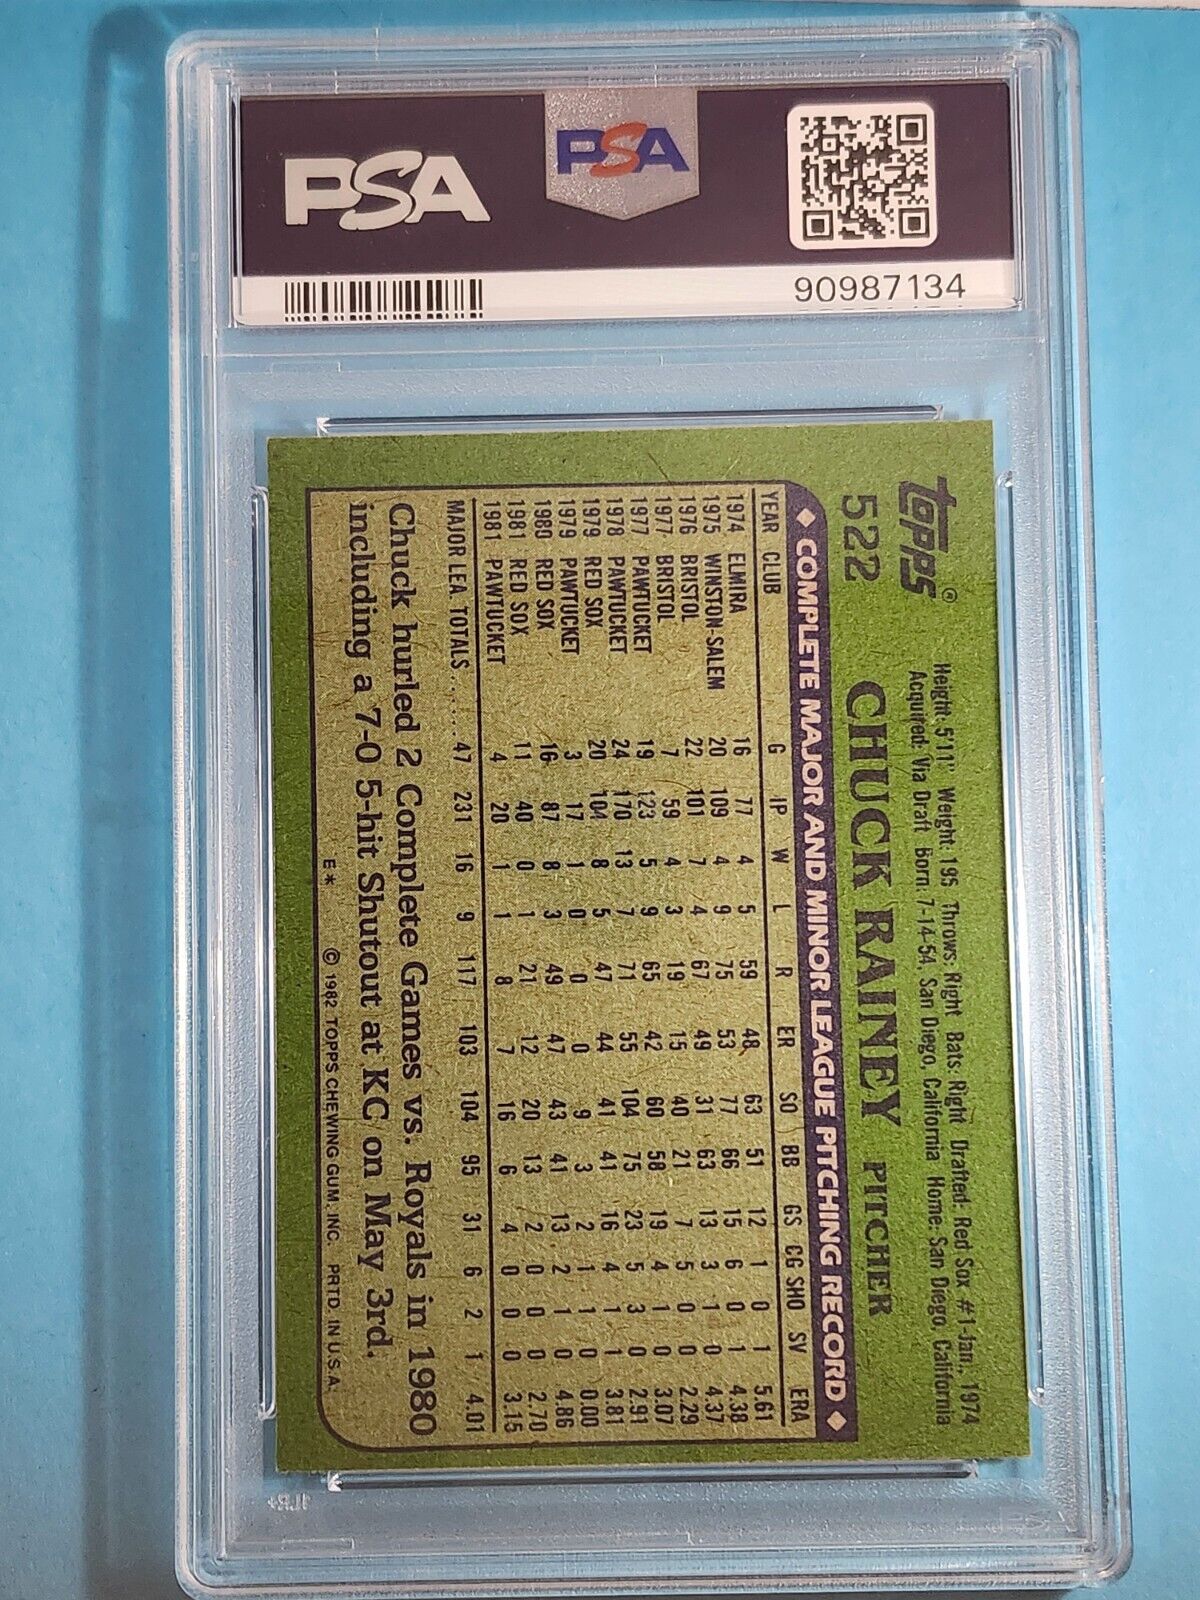 PSA
PSA
90987134
TOPPS®
522 CHUCK RAINEY PITCHER
Height: 5'11" Weight: 195 Throws: Right Bats: Right Drafted: Red Sox #1-Jan., 1974
Acquired: Via Draft Born: 7-14-54, San Diego, California Home: San Diego, California
◆ COMPLETE MAJOR AND MINOR LEAGUE PITCHING RECORD ◆
YEAR CLUB G IP W L R ER SO BB GS CG SHO SV ERA
1974 ELMIRA 16 77 4 5 59 48 63 51 12 1 0 1 5.61
1975 WINSTON-SALEM 20 109 4 9 75 53 77 66 15 6 0 1 4.38
1976 BRISTOL 22 101 7 4 67 49 31 63 13 3 1 0 4.37
1977 BRISTOL 7 59 4 3 19 15 40 21 7 5 0 0 2.29
1977 PAWTUCKET 19 123 5 9 65 42 60 58 19 4 1 0 3.07
1978 PAWTUCKET 24 170 13 7 71 55 104 75 23 5 3 0 2.91
1979 RED SOX 20 104 8 5 47 44 41 41 16 4 1 1 3.81
1979 PAWTUCKET 3 17 1 0 0 0 9 3 2 1 1 0 0.00
1980 RED SOX 16 87 8 3 49 47 43 41 13 2 1 0 4.86
1981 RED SOX 11 40 0 1 21 12 20 13 2 0 0 0 2.70
1981 PAWTUCKET 4 20 1 1 8 7 16 6 4 0 0 0 3.15
MAJOR LEA TOTALS...... 47 231 16 9 117 103 104 95 31 6 2 1 4.01
Chuck hurled 2 Complete Games vs. Royals in 1980
including a 7-0 5-hit Shutout at KC on May 3rd.
E* © 1982 TOPPS CHEWING GUM, INC. PRTD. IN U.S.A.